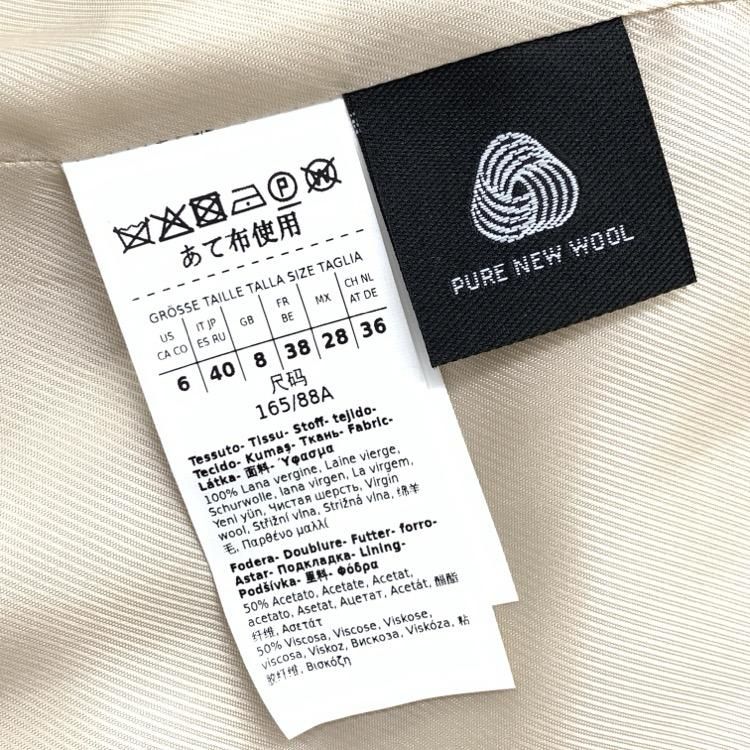 P
W
あて布使用
GRÖSSE TAILLE TALLA SIZE TAGLIA
US CA CO
IT JP ES RU
GB
FR BE
MX
CH NL AT DE
6 40 8 38 28 36
尺码
165/88A
Tessuto- Tissu- Stoff- tejido-
Tecido- Kumaş- Ткань- Fabric-
Látka- 面料- Ύφασμα
100% Lana vergine, Laine vierge,
Schurwolle, lana virgen, La virgem,
Yeni yün, Чистая шерсть, Virgin
wool, Střižní vlna, Strižná vlna, 绵羊
毛, Παρθένο μαλλί
Fodera- Doublure- Futter- forro-
Astar- Подкладка- Lining-
Podšívka- 里料- Φόδρα
50% Acetato, Acetate, Acetat,
acetato, Asetat, Ацетат, Acetát, 醋酯
纤维, Ασετάτ
50% Viscosa, Viscose, Viskose,
viscosa, Viskoz, Вискоза, Viskóza, 粘
胶纤维, Βισκόζη
PURE NEW WOOL